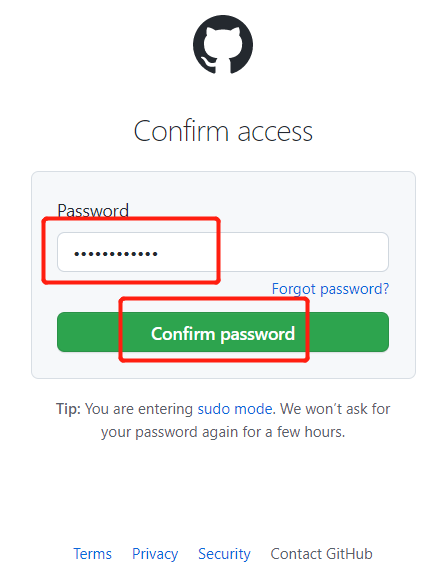 Confirm access
Password
••••••••••••
Forgot password?
Confirm password
Tip: You are entering sudo mode. We won’t ask for
your password again for a few hours.
Terms Privacy Security Contact GitHub